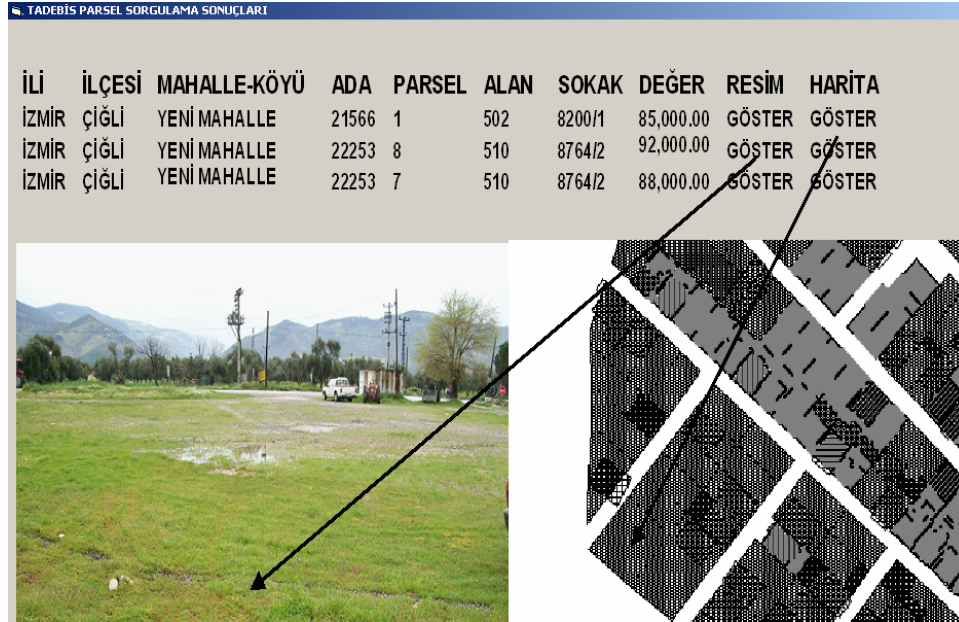 TADEBİS PARSEL SORGULAMA SONUÇLARI
İLİ İLÇESİ MAHALLE-KÖYÜ ADA PARSEL ALAN SOKAK DEĞER RESİM HARİTA
İZMİR ÇİĞLİ YENİ MAHALLE 21566 1 502 8200/1 85,000.00 GÖSTER GÖSTER
İZMİR ÇİĞLİ YENİ MAHALLE 22253 8 510 8764/2 92,000.00 GÖSTER GÖSTER
İZMİR ÇİĞLİ YENİ MAHALLE 22253 7 510 8764/2 88,000.00 GÖSTER GÖSTER